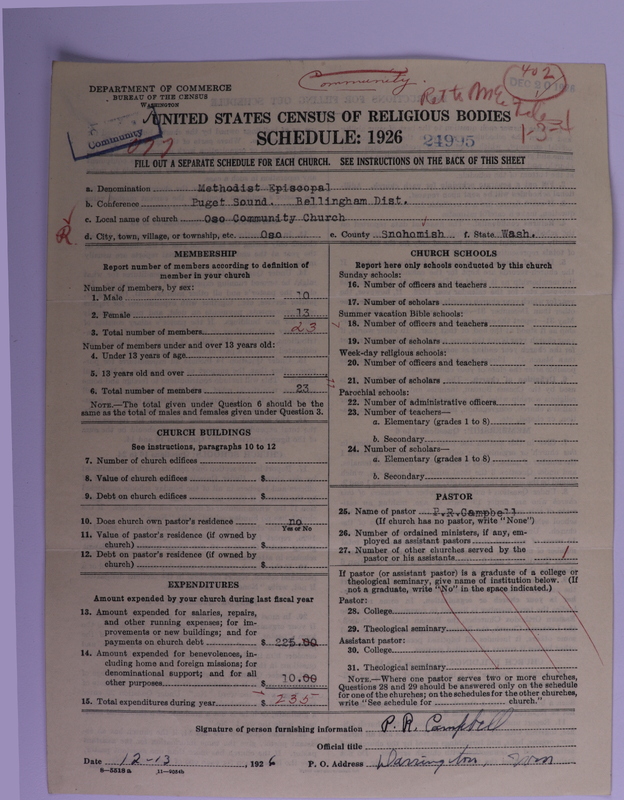 Community.
402
DEC 20
Ret to
1-3-
DEPARTMENT OF COMMERCE
BUREAU OF THE CENSUS
WASHINGTON
Community
UNITED STATES CENSUS OF RELIGIOUS BODIES
SCHEDULE: 1926
24995
FILL OUT A SEPARATE SCHEDULE FOR EACH CHURCH. SEE INSTRUCTIONS ON THE BACK OF THIS SHEET
a. Denomination Methodist Episcopal
b. Conference Puget Sound. Bellingham Dist.
c. Local name of church Oso Community Church
R
d. City, town, village, or township, etc. Oso e. County Snohomish f. State Wash.
MEMBERSHIP
Report number of members according to definition of
member in your church
Number of members, by sex:
1. Male 10
2. Female 13
3. Total number of members 23
Number of members under and over 13 years old:
4. Under 13 years of age
5. 13 years old and over
6. Total number of members 23
NOTE.—The total given under Question 6 should be the
same as the total of males and females given under Question 3.
CHURCH BUILDINGS
See instructions, paragraphs 10 to 12
7. Number of church edifices
8. Value of church edifices $
9. Debt on church edifices $
10. Does church own pastor's residence no
Yes or No
11. Value of pastor's residence (if owned by
church) $
12. Debt on pastor's residence (if owned by
church) $
EXPENDITURES
Amount expended by your church during last fiscal year
13. Amount expended for salaries, repairs,
and other running expenses; for im-
provements or new buildings; and for
payments on church debt $ 225.00
14. Amount expended for benevolences, in-
cluding home and foreign missions; for
denominational support; and for all
other purposes 10.00
15. Total expenditures during year $ 235
CHURCH SCHOOLS
Report here only schools conducted by this church
Sunday schools:
16. Number of officers and teachers
17. Number of scholars
Summer vacation Bible schools:
18. Number of officers and teachers
19. Number of scholars
Week-day religious schools:
20. Number of officers and teachers
21. Number of scholars
Parochial schools:
22. Number of administrative officers
23. Number of teachers—
a. Elementary (grades 1 to 8)
b. Secondary
24. Number of scholars—
a. Elementary (grades 1 to 8)
b. Secondary
PASTOR
25. Name of pastor P.R.Campbell
(If church has no pastor, write "None")
26. Number of ordained ministers, if any, em-
ployed as assistant pastors
27. Number of other churches served by the
pastor or his assistants 1
If pastor (or assistant pastor) is a graduate of a college or
theological seminary, give name of institution below. (If
not a graduate, write "No" in the space indicated.)
Pastor:
28. College
29. Theological seminary
Assistant pastor:
30. College
31. Theological seminary
NOTE.—Where one pastor serves two or more churches,
Questions 28 and 29 should be answered only on the schedule
for one of the churches; on the schedules for the other churches,
write "See schedule for church."
Signature of person furnishing information P. R. Campbell
Official title
Date 12-13, 1926 P. O. Address Darrington,
8—5518a 11—9084b